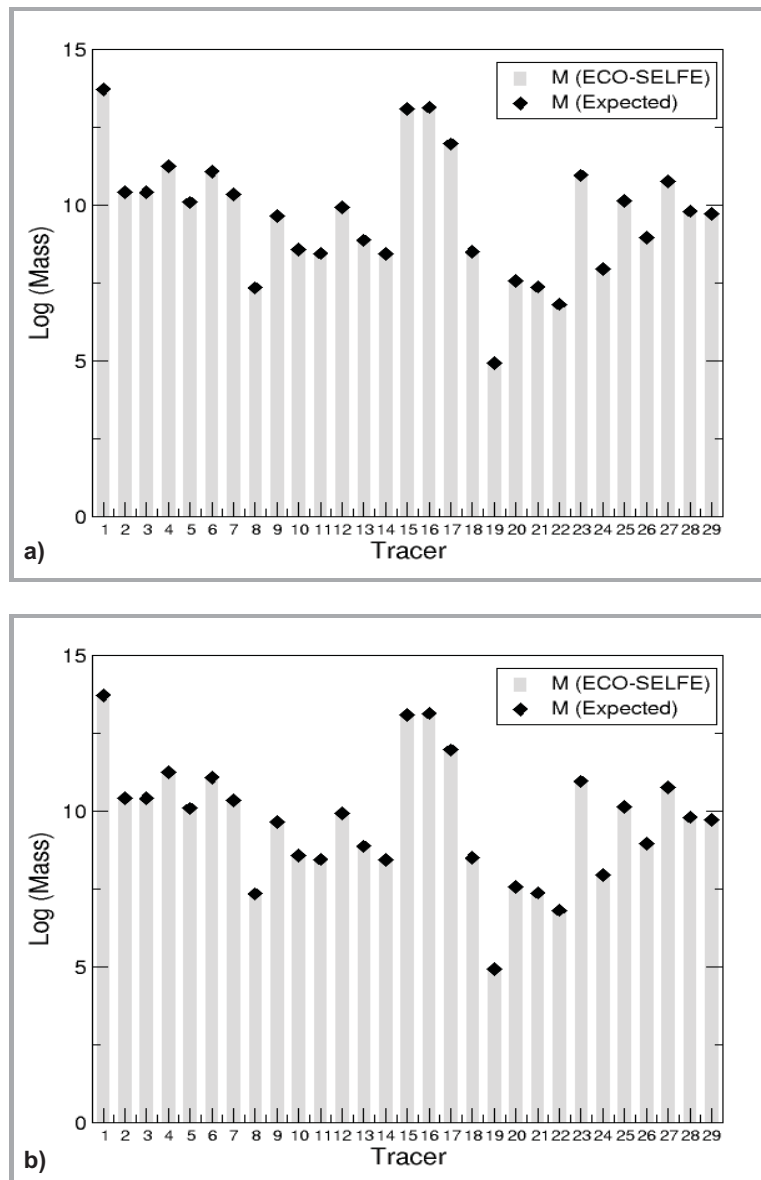 15
M (ECO-SELFE)
M (Expected)
10
Log (Mass)
5
0
1 2 3 4 5 6 7 8 9 10 11 12 13 14 15 16 17 18 19 20 21 22 23 24 25 26 27 28 29
Tracer
a)
15
M (ECO-SELFE)
M (Expected)
10
Log (Mass)
5
0
1 2 3 4 5 6 7 8 9 10 11 12 13 14 15 16 17 18 19 20 21 22 23 24 25 26 27 28 29
Tracer
b)